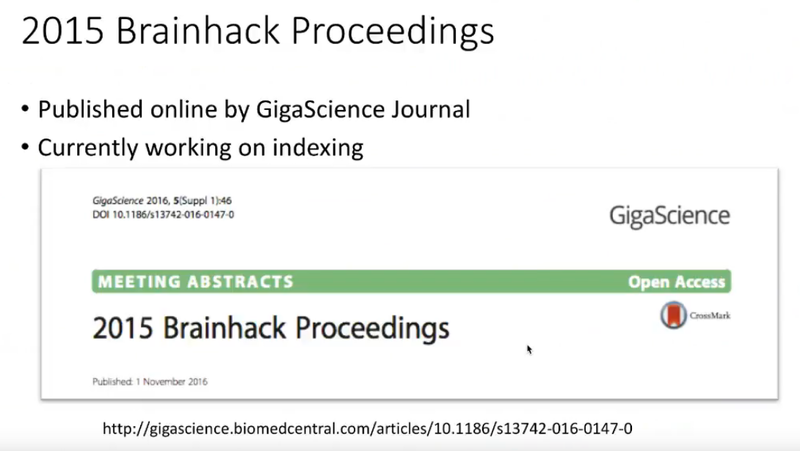 2015 Brainhack Proceedings
• Published online by GigaScience Journal
• Currently working on indexing
GigaScience 2016, 5(Suppl 1):46
DOI 10.1186/s13742-016-0147-0
GigaScience
MEETING ABSTRACTS
Open Access
2015 Brainhack Proceedings
CrossMark
Published: 1 November 2016
http://gigascience.biomedcentral.com/articles/10.1186/s13742-016-0147-0